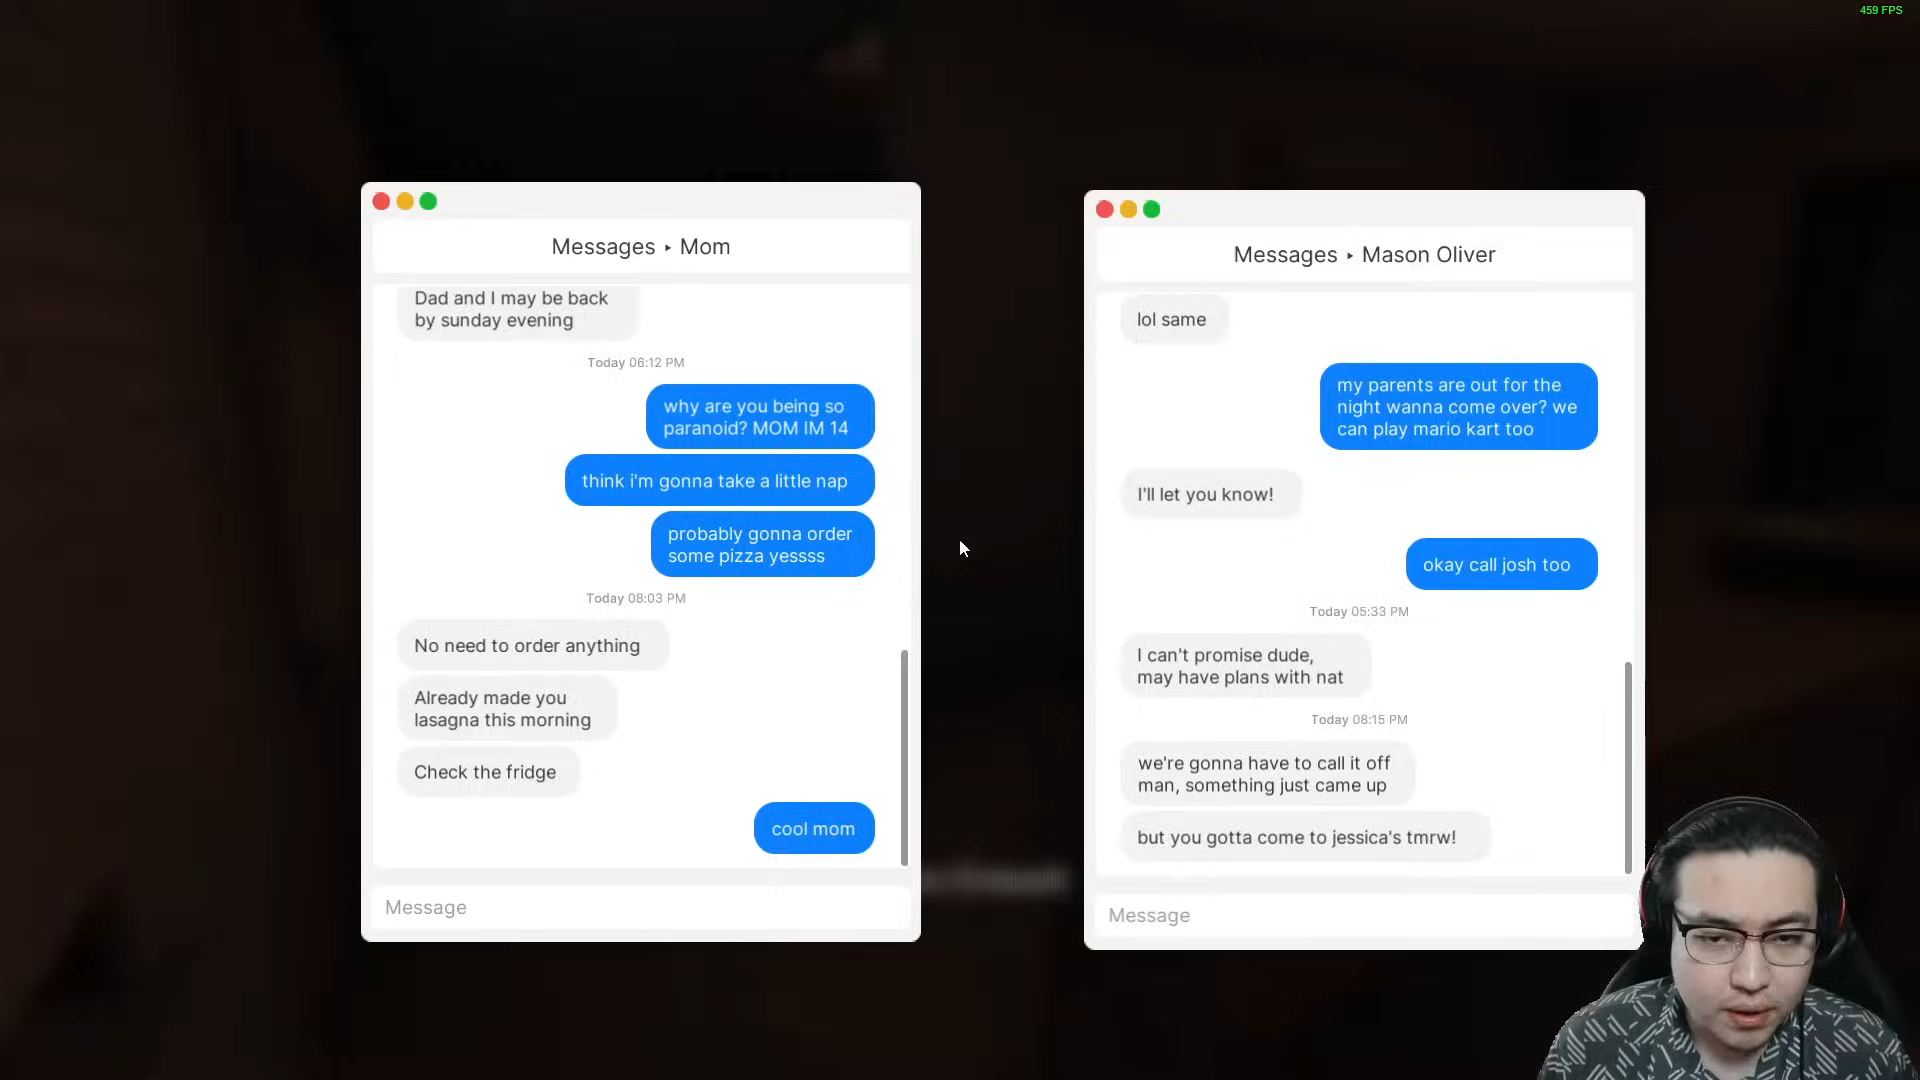 459 FPS
Messages ‣ Mom
Dad and I may be back
by sunday evening
Today 06:12 PM
why are you being so
paranoid? MOM IM 14
think i'm gonna take a little nap
probably gonna order
some pizza yessss
Today 08:03 PM
No need to order anything
Already made you
lasagna this morning
Check the fridge
cool mom
Message
Messages ‣ Mason Oliver
lol same
my parents are out for the
night wanna come over? we
can play mario kart too
I'll let you know!
okay call josh too
Today 05:33 PM
I can't promise dude,
may have plans with nat
Today 08:15 PM
we're gonna have to call it off
man, something just came up
but you gotta come to jessica's tmrw!
Message